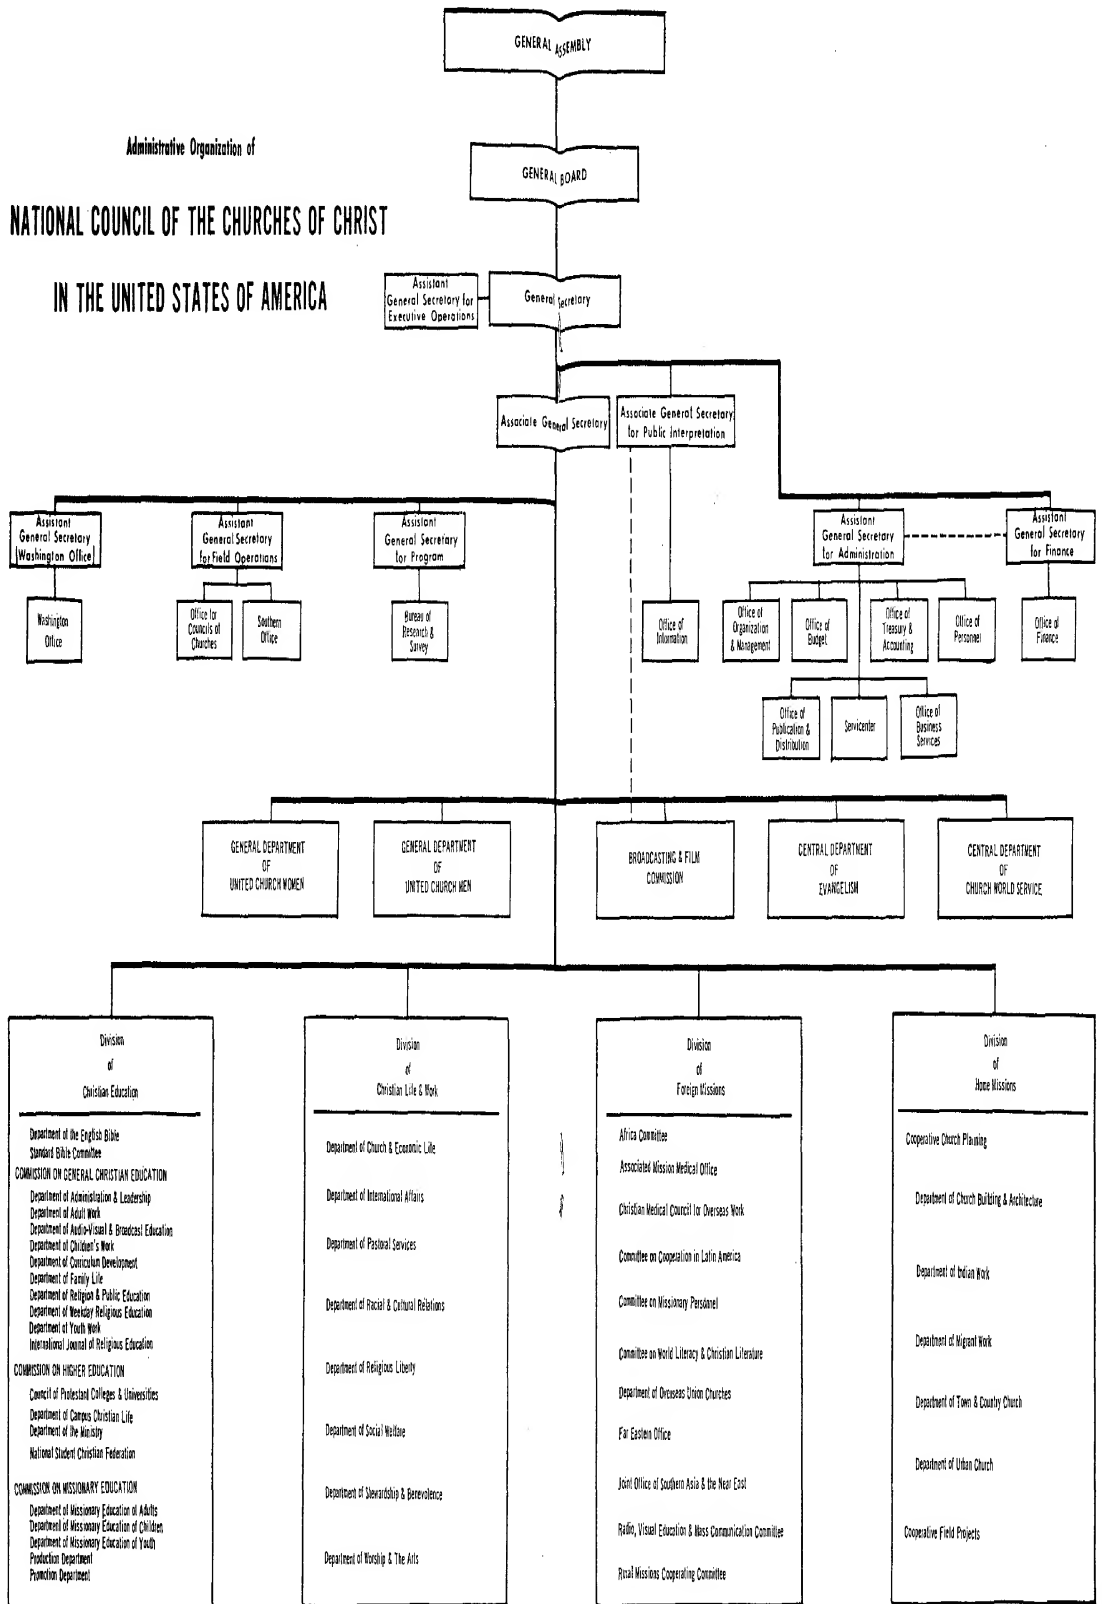 GENERAL ASSEMBLY
Administrative Organization of
GENERAL BOARD
NATIONAL COUNCIL OF THE CHURCHES OF CHRIST
IN THE UNITED STATES OF AMERICA
Assistant
General Secretary for
Executive Operations
General Secretary
Associate General Secretary
Associate General Secretary
for Public Interpretation
Assistant
General Secretary
(Washington Office)
Assistant
General Secretary
for Field Operations
Assistant
General Secretary
for Program
Assistant
General Secretary
for Administration
Assistant
General Secretary
for Finance
Washington
Office
Office for
Councils of
Churches
Southern
Office
Bureau of
Research &
Survey
Office of
Information
Office of
Organization
& Management
Office of
Budget
Office of
Treasury &
Accounting
Office of
Personnel
Office of
Finance
Office of
Publication &
Distribution
Servicenter
Office of
Business
Services
GENERAL DEPARTMENT
OF
UNITED CHURCH WOMEN
GENERAL DEPARTMENT
OF
UNITED CHURCH MEN
BROADCASTING & FILM
COMMISSION
CENTRAL DEPARTMENT
OF
EVANGELISM
CENTRAL DEPARTMENT
OF
CHURCH WORLD SERVICE
Division
of
Christian Education
Department of the English Bible
Standard Bible Committee
COMMISSION ON GENERAL CHRISTIAN EDUCATION
Department of Administration & Leadership
Department of Adult Work
Department of Audio-Visual & Broadcast Education
Department of Children's Work
Department of Curriculum Development
Department of Family Life
Department of Religion & Public Education
Department of Weekday Religious Education
Department of Youth Work
International Journal of Religious Education
COMMISSION ON HIGHER EDUCATION
Council of Protestant Colleges & Universities
Department of Campus Christian Life
Department of the Ministry
National Student Christian Federation
COMMISSION ON MISSIONARY EDUCATION
Department of Missionary Education of Adults
Department of Missionary Education of Children
Department of Missionary Education of Youth
Production Department
Promotion Department
Division
of
Christian Life & Work
Department of Church & Economic Life
Department of International Affairs
Department of Pastoral Services
Department of Racial & Cultural Relations
Department of Religious Liberty
Department of Social Welfare
Department of Stewardship & Benevolence
Department of Worship & The Arts
Division
of
Foreign Missions
Africa Committee
Associated Mission Medical Office
Christian Medical Council for Overseas Work
Committee on Cooperation in Latin America
Committee on Missionary Personnel
Committee on World Literacy & Christian Literature
Department of Overseas Union Churches
Far Eastern Office
Joint Office of Southern Asia & the Near East
Radio, Visual Education & Mass Communication Committee
Rural Missions Cooperating Committee
Division
of
Home Missions
Cooperative Church Planning
Department of Church Building & Architecture
Department of Indian Work
Department of Migrant Work
Department of Town & Country Church
Department of Urban Church
Cooperative Field Projects